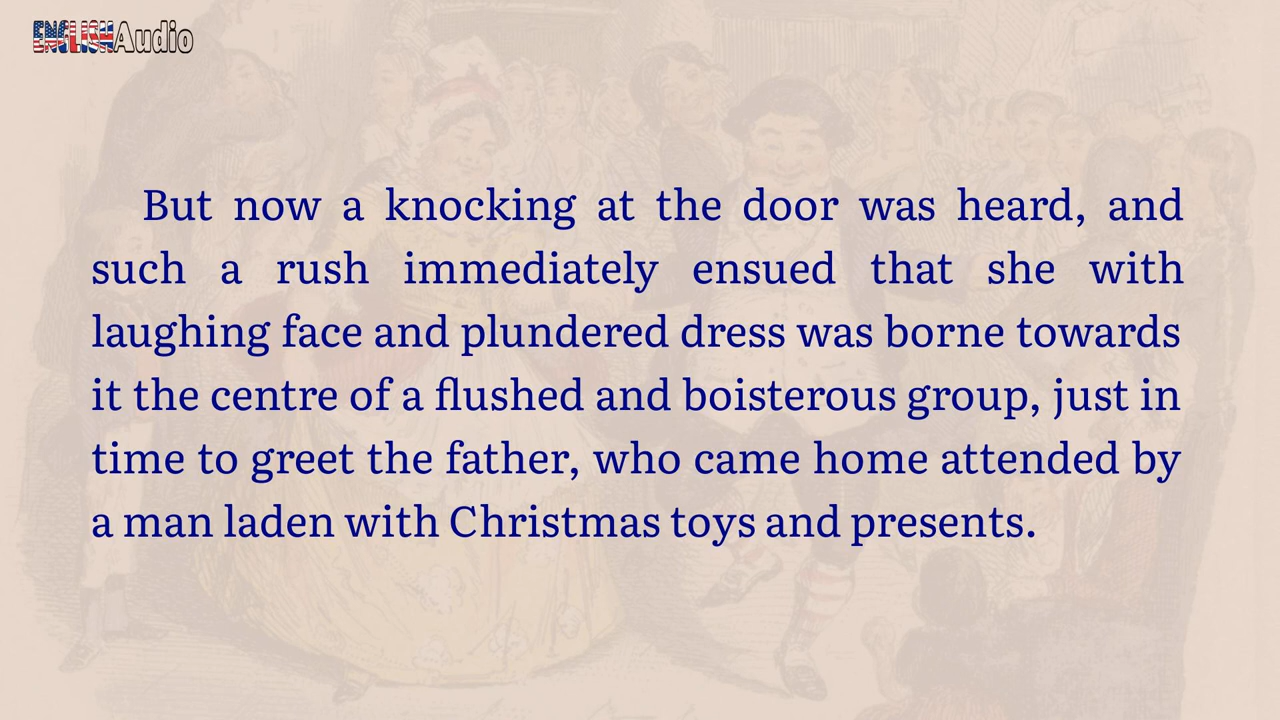 ENGLISHAudio
But now a knocking at the door was heard, and
such a rush immediately ensued that she with
laughing face and plundered dress was borne towards
it the centre of a flushed and boisterous group, just in
time to greet the father, who came home attended by
a man laden with Christmas toys and presents.